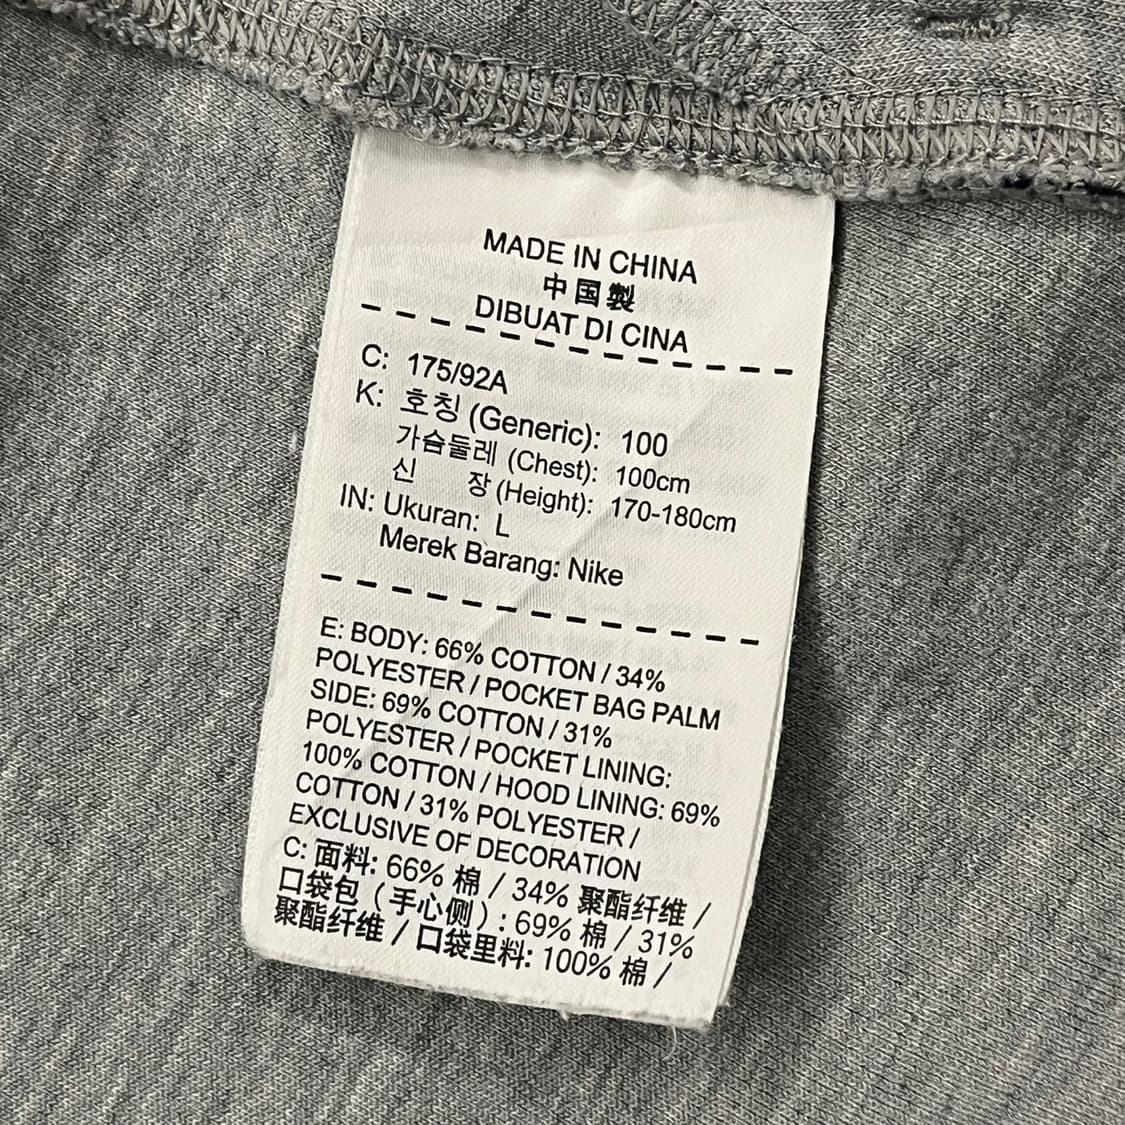 MADE IN CHINA
中国製
DIBUAT DI CINA
C: 175/92A
K: 호칭 (Generic): 100
가슴둘레 (Chest): 100cm
신 장 (Height): 170-180cm
IN: Ukuran: L
Merek Barang: Nike
E: BODY: 66% COTTON / 34%
POLYESTER / POCKET BAG PALM
SIDE: 69% COTTON / 31%
POLYESTER / POCKET LINING:
100% COTTON / HOOD LINING: 69%
COTTON / 31% POLYESTER /
EXCLUSIVE OF DECORATION
C: 面料: 66% 棉 / 34% 聚酯纤维 /
口袋包（手心侧）: 69% 棉 / 31%
聚酯纤维 / 口袋里料: 100% 棉 /